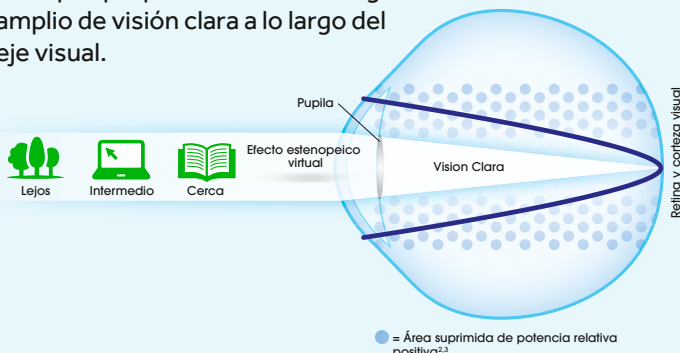 amplio de visión clara a lo largo del
eje visual.
Pupila
Efecto estenopeico
virtual
Vision Clara
Lejos
Intermedio
Cerca
Retina y corteza visual
= Área suprimida de potencia relativa
positiva2,3